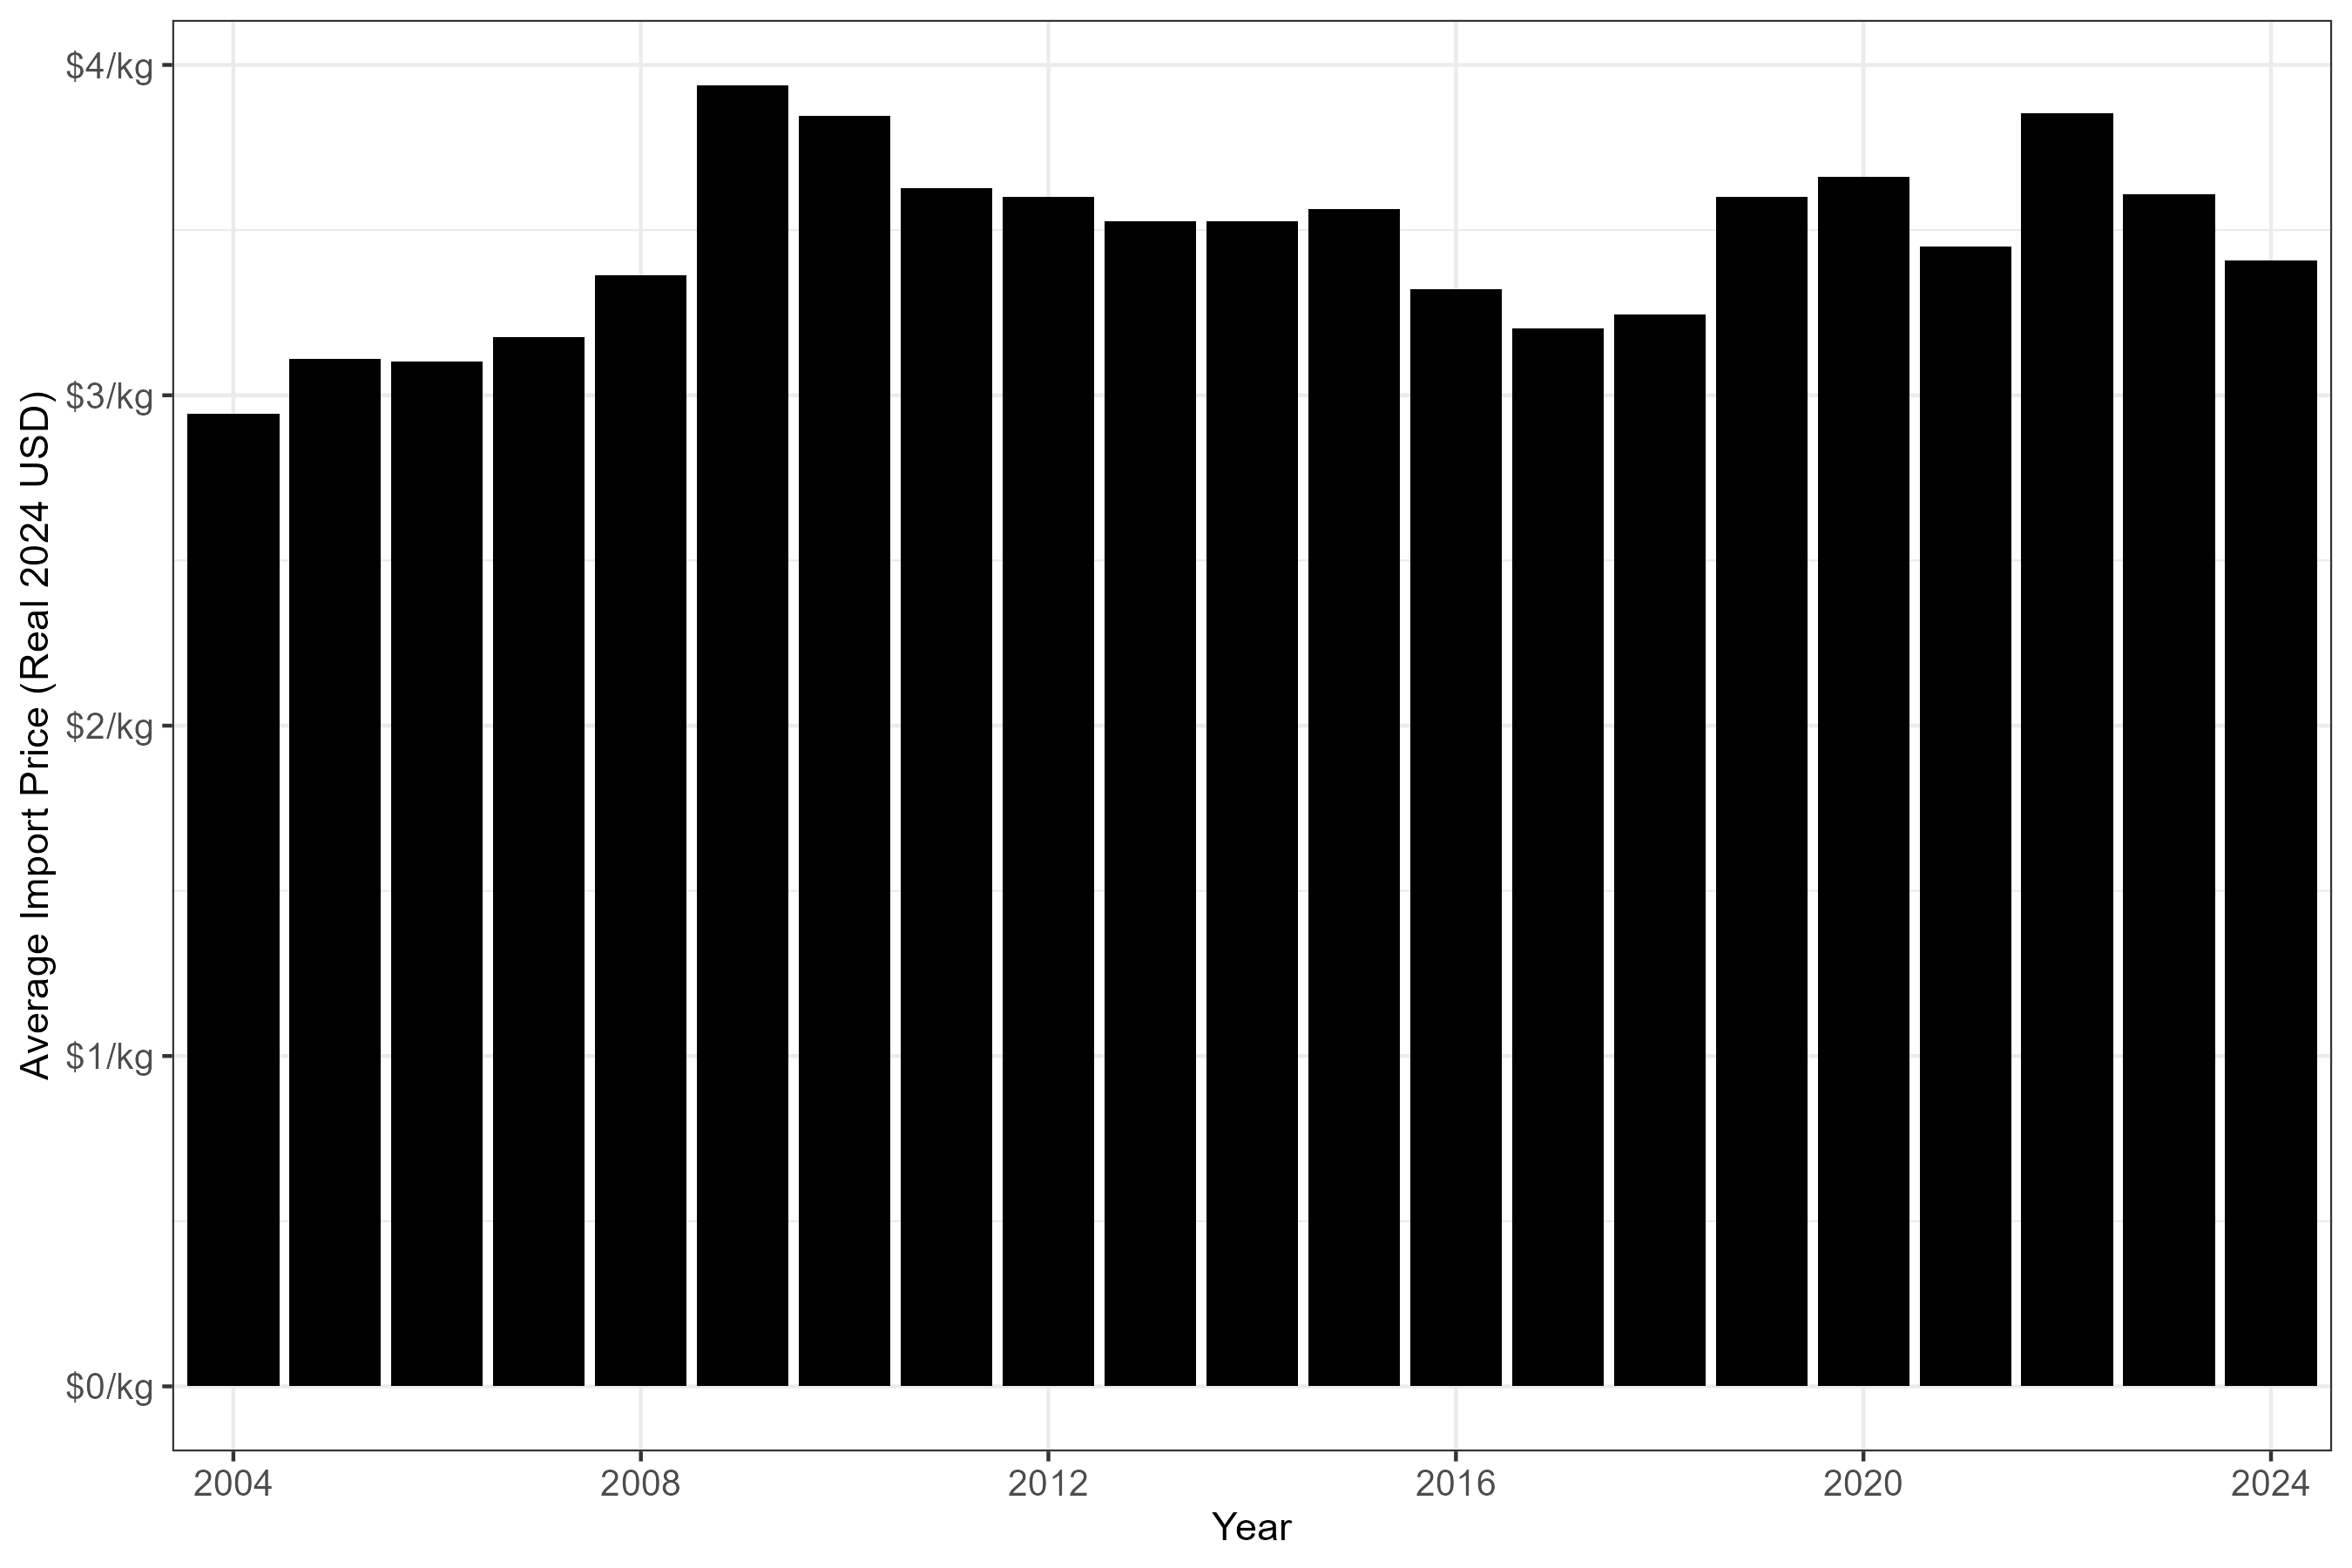 Average Import Price (Real 2024 USD)
$4/kg
$3/kg
$2/kg
$1/kg
$0/kg
2004 2008 2012 2016 2020 2024
Year